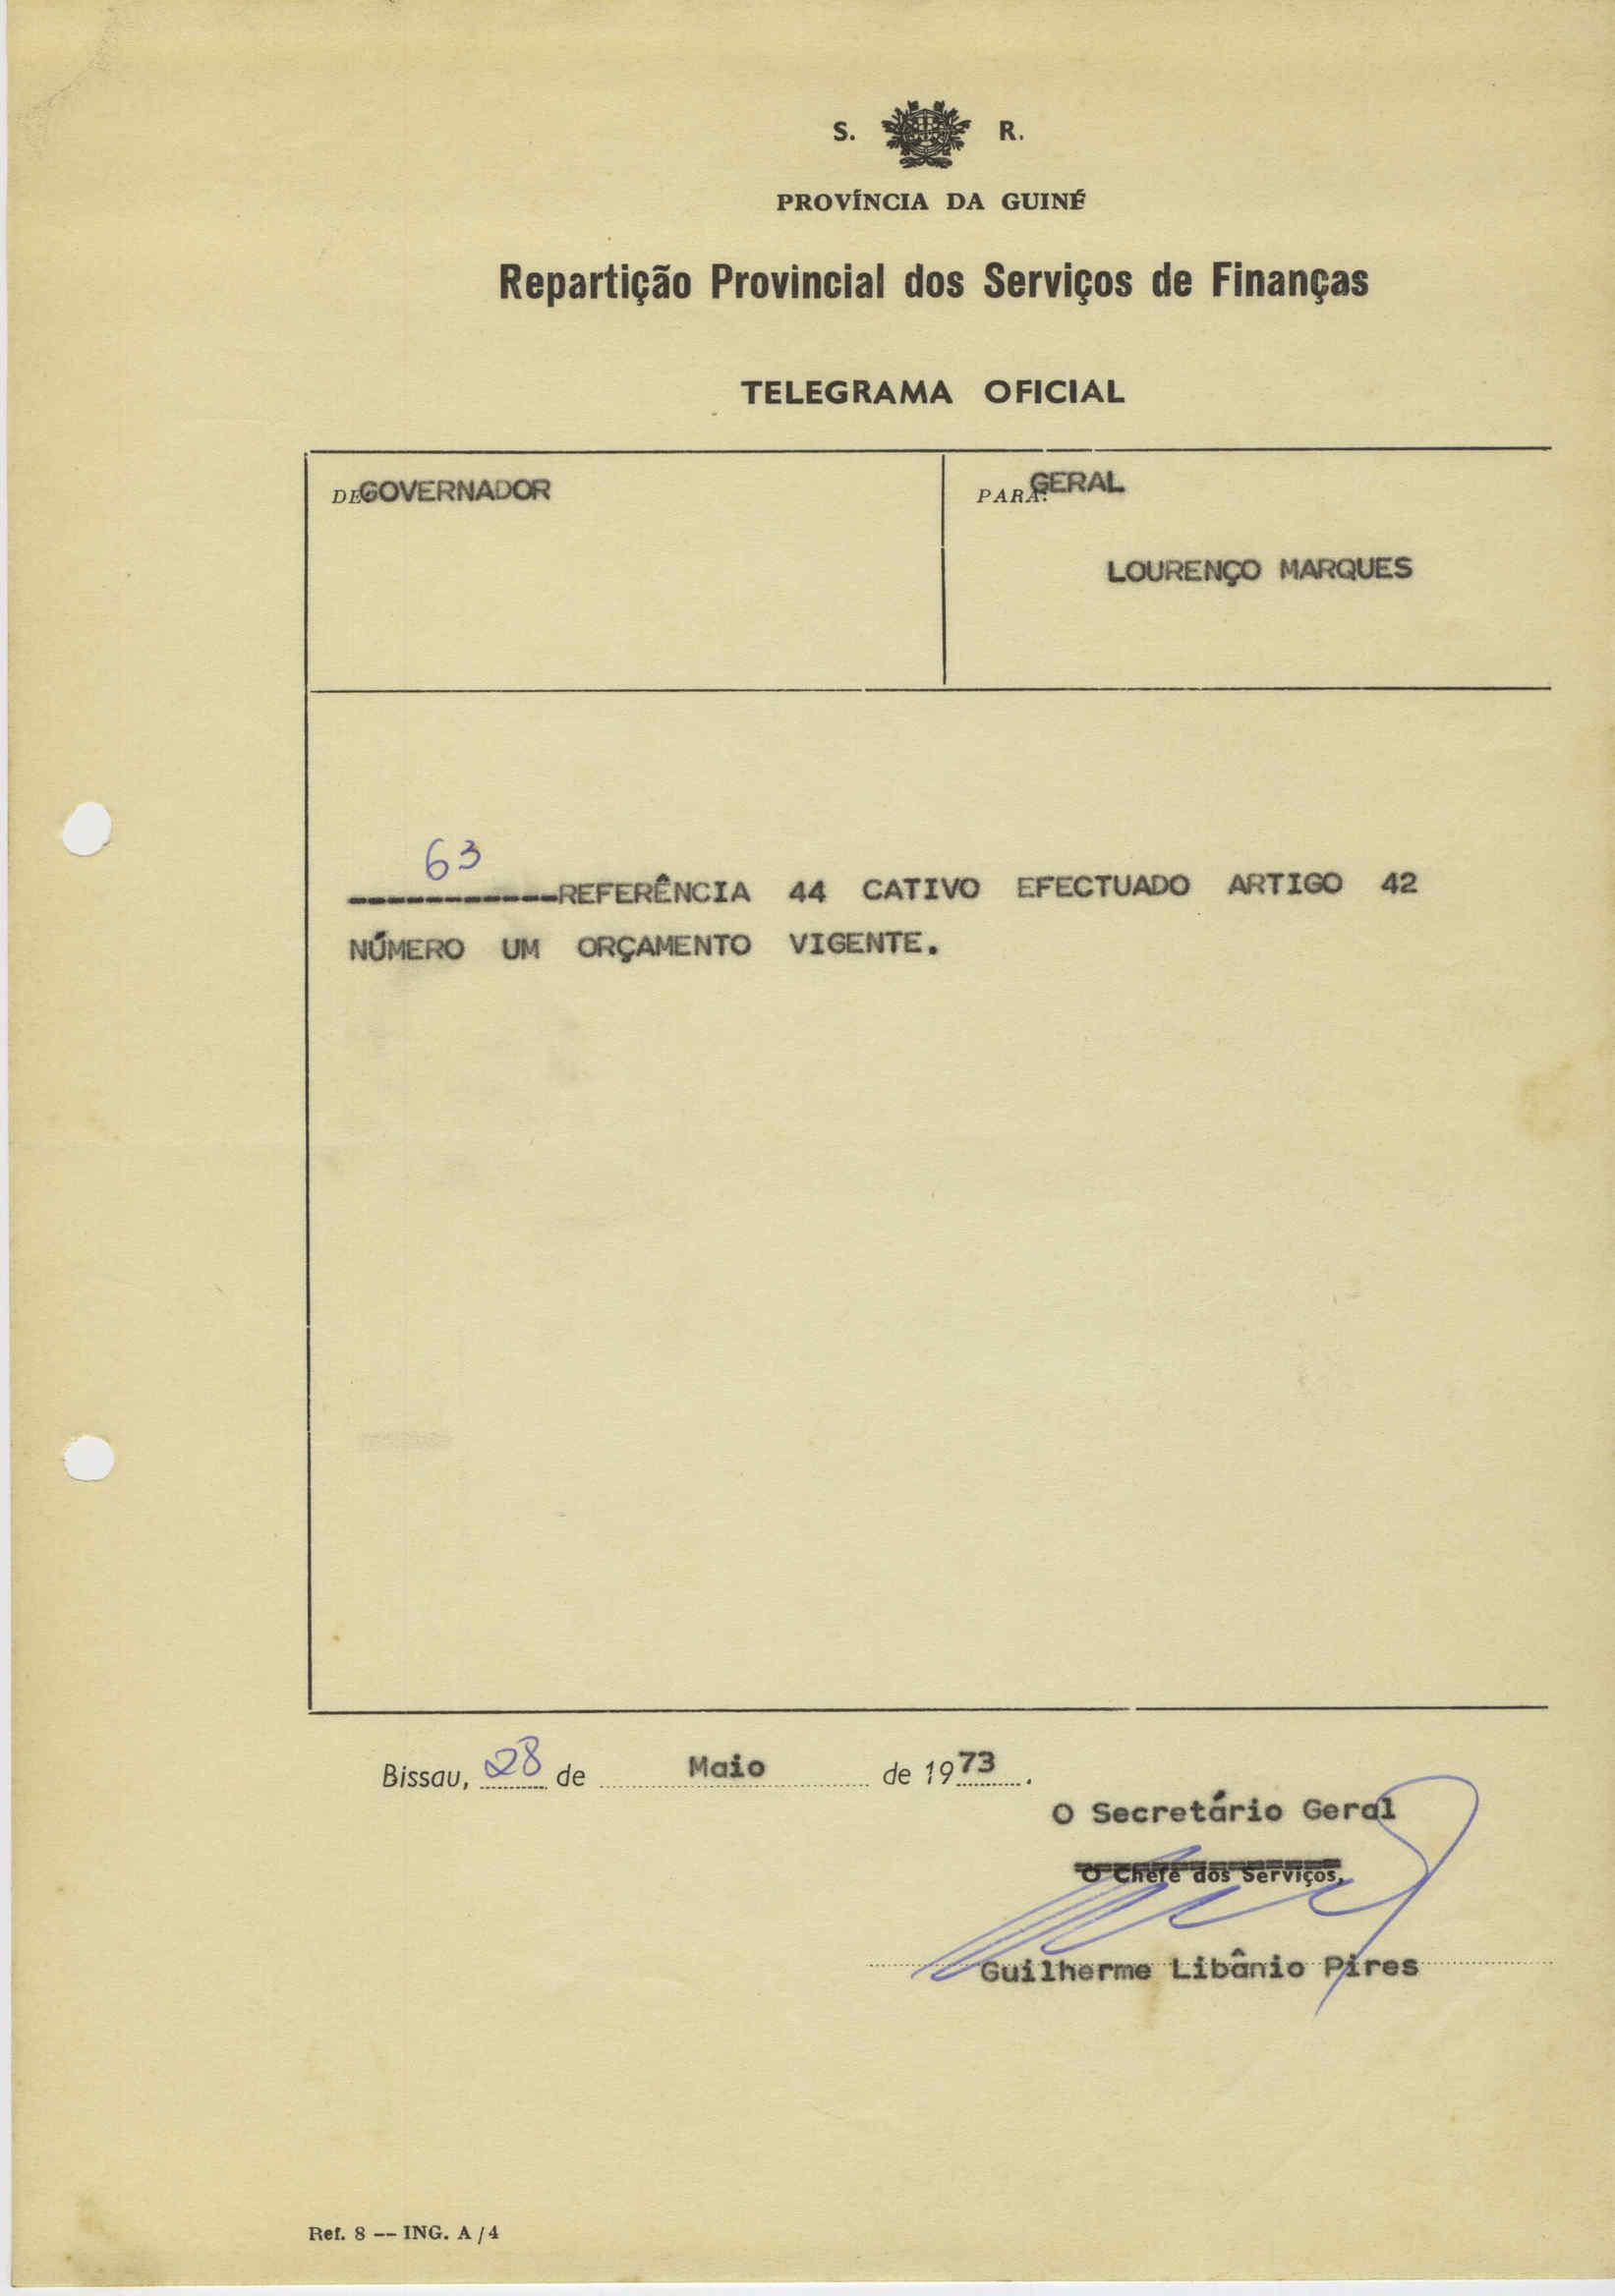 S. R.
PROVÍNCIA DA GUINÉ
Repartição Provincial dos Serviços de Finanças
TELEGRAMA OFICIAL
DE GOVERNADOR
PARA: GERAL
LOURENÇO MARQUES
63
-----------REFERÊNCIA 44 CATIVO EFECTUADO ARTIGO 42
NÚMERO UM ORÇAMENTO VIGENTE.
Bissau, 28 de Maio de 1973.
O Secretário Geral
O Chefe dos Serviços,
Guilherme Libânio Pires
Ref. 8 -- ING. A/4